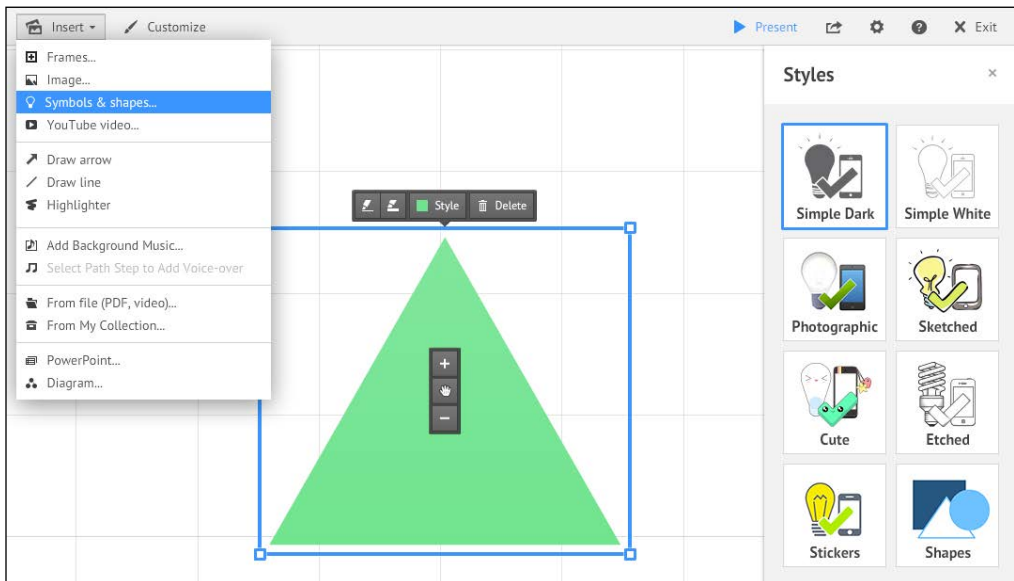 Insert
Customize
Present
Exit
Frames...
Image...
Symbols & shapes...
YouTube video...
Draw arrow
Draw line
Highlighter
Add Background Music...
Select Path Step to Add Voice-over
From file (PDF, video)...
From My Collection...
PowerPoint...
Diagram...
Style
Delete
Styles
Simple Dark
Simple White
Photographic
Sketched
Cute
Etched
Stickers
Shapes